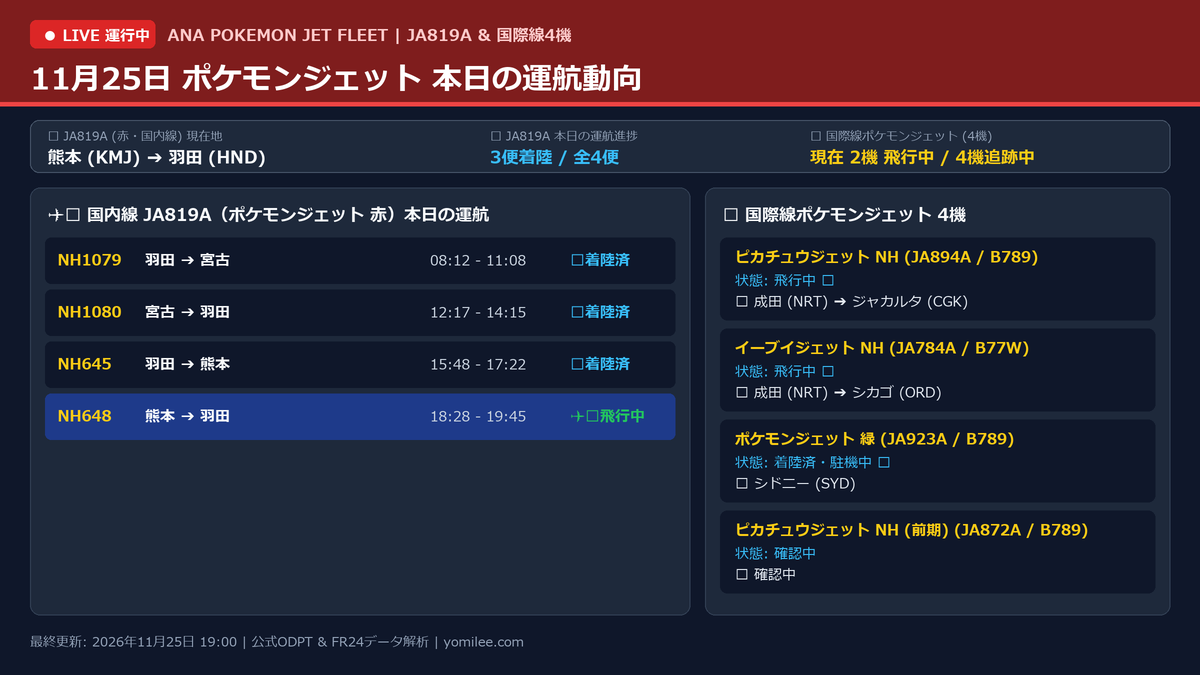 ● LIVE 運行中 ANA POKEMON JET FLEET | JA819A & 国際線4機
11月25日 ポケモンジェット 本日の運航動向
□ JA819A (赤・国内線) 現在地
熊本 (KMJ) → 羽田 (HND)
□ JA819A 本日の運航進捗
3便着陸 / 全4便
□ 国際線ポケモンジェット (4機)
現在 2機 飛行中 / 4機追跡中
✈□ 国内線 JA819A（ポケモンジェット 赤）本日の運航
NH1079 羽田 → 宮古 08:12 - 11:08 □着陸済
NH1080 宮古 → 羽田 12:17 - 14:15 □着陸済
NH645 羽田 → 熊本 15:48 - 17:22 □着陸済
NH648 熊本 → 羽田 18:28 - 19:45 ✈□飛行中
□ 国際線ポケモンジェット 4機
ピカチュウジェット NH (JA894A / B789)
状態: 飛行中 □
□ 成田 (NRT) → ジャカルタ (CGK)
イーブイジェット NH (JA784A / B77W)
状態: 飛行中 □
□ 成田 (NRT) → シカゴ (ORD)
ポケモンジェット 緑 (JA923A / B789)
状態: 着陸済・駐機中 □
□ シドニー (SYD)
ピカチュウジェット NH (前期) (JA872A / B789)
状態: 確認中
□ 確認中
最終更新: 2026年11月25日 19:00 | 公式ODPT & FR24データ解析 | yomilee.com